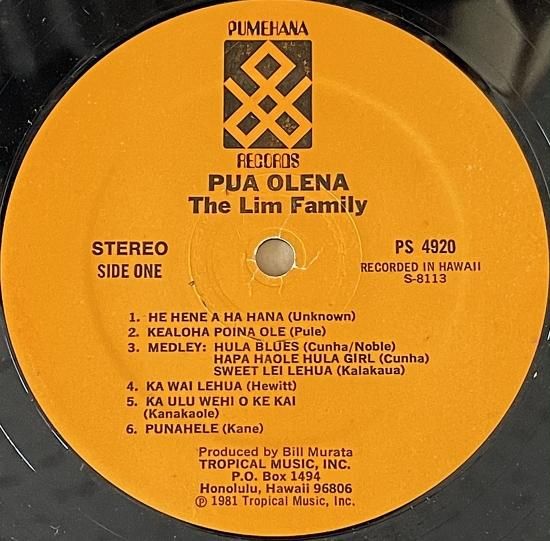 PUMEHANA
RECORDS
PUA OLENA
The Lim Family
STEREO
SIDE ONE
PS 4920
RECORDED IN HAWAII
S-8113
1. HE HENE A HA HANA (Unknown)
2. KEALOHA POINA OLE (Pule)
3. MEDLEY: HULA BLUES (Cunha/Noble)
HAPA HAOLE HULA GIRL (Cunha)
SWEET LEI LEHUA (Kalakaua)
4. KA WAI LEHUA (Hewitt)
5. KA ULU WEHI O KE KAI
(Kanakaole)
6. PUNAHELE (Kane)
Produced by Bill Murata
TROPICAL MUSIC, INC.
P.O. Box 1494
Honolulu, Hawaii 96806
Ⓟ 1981 Tropical Music, Inc.